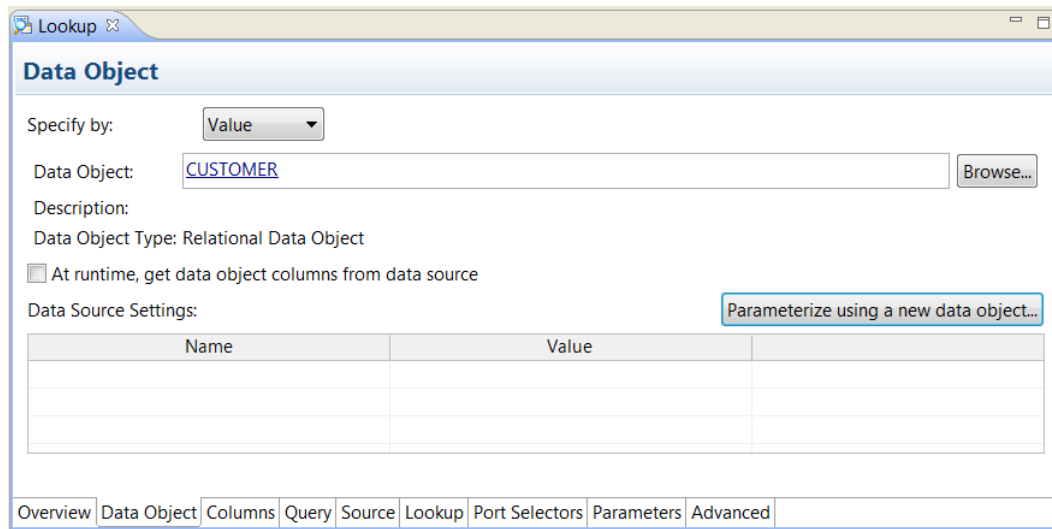 Lookup
Data Object
Specify by: Value
Data Object: CUSTOMER Browse...
Description:
Data Object Type: Relational Data Object
At runtime, get data object columns from data source
Data Source Settings: Parameterize using a new data object...
Name Value
Overview Data Object Columns Query Source Lookup Port Selectors Parameters Advanced